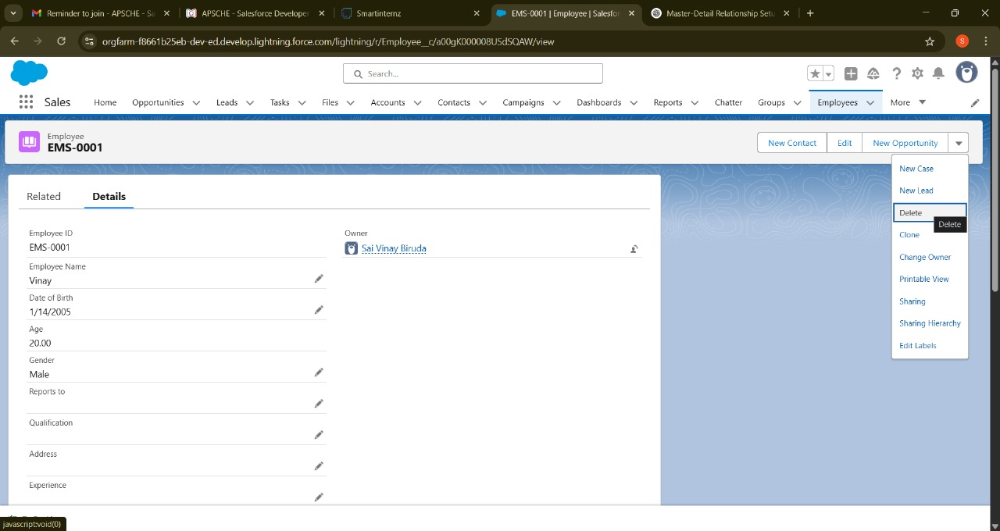 Reminder to join - APSCHE - Sa
APSCHE - Salesforce Developer
Smartinternz
EMS-0001 | Employee | Salesfor
Master-Detail Relationship Setu
orgfarm-f8661b25eb-dev-ed.develop.lightning.force.com/lightning/r/Employee__c/a00gK000008USdSQAW/view
S
Search...
Sales
Home
Opportunities
Leads
Tasks
Files
Accounts
Contacts
Campaigns
Dashboards
Reports
Chatter
Groups
Employees
More
Employee
EMS-0001
New Contact
Edit
New Opportunity
New Case
New Lead
Delete
Delete
Clone
Change Owner
Printable View
Sharing
Sharing Hierarchy
Edit Labels
Related
Details
Employee ID
EMS-0001
Owner
Sai Vinay Biruda
Employee Name
Vinay
Date of Birth
1/14/2005
Age
20.00
Gender
Male
Reports to
Qualification
Address
Experience
javascript:void(0)